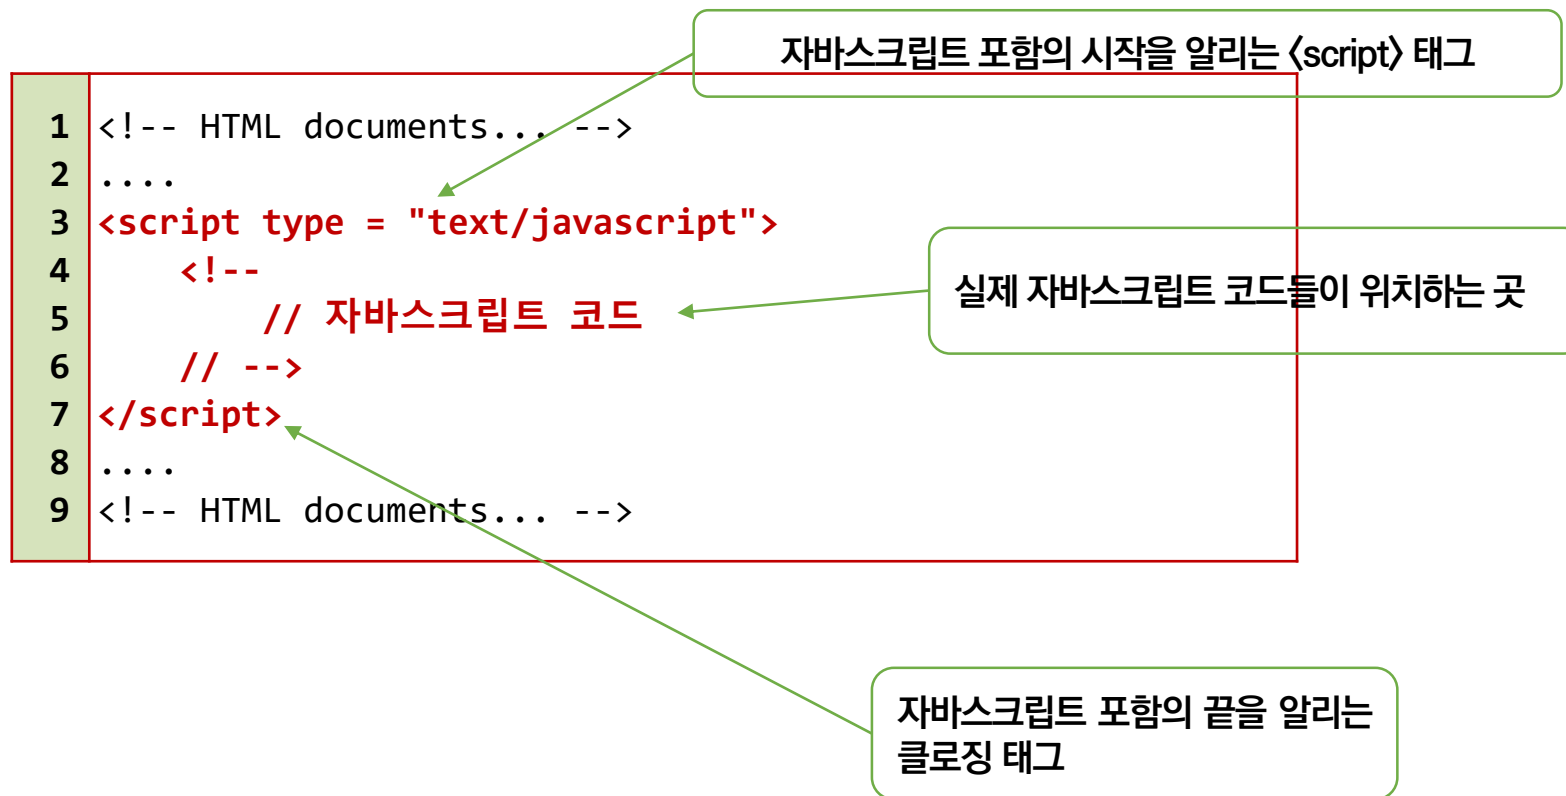 자바스크립트 포함의 시작을 알리는 <script> 태그
1 <!-- HTML documents... -->
2 ....
3 <script type = "text/javascript">
4 <!--
5 // 자바스크립트 코드
6 // -->
7 </script>
8 ....
9 <!-- HTML documents... -->
실제 자바스크립트 코드들이 위치하는 곳
자바스크립트 포함의 끝을 알리는
클로징 태그